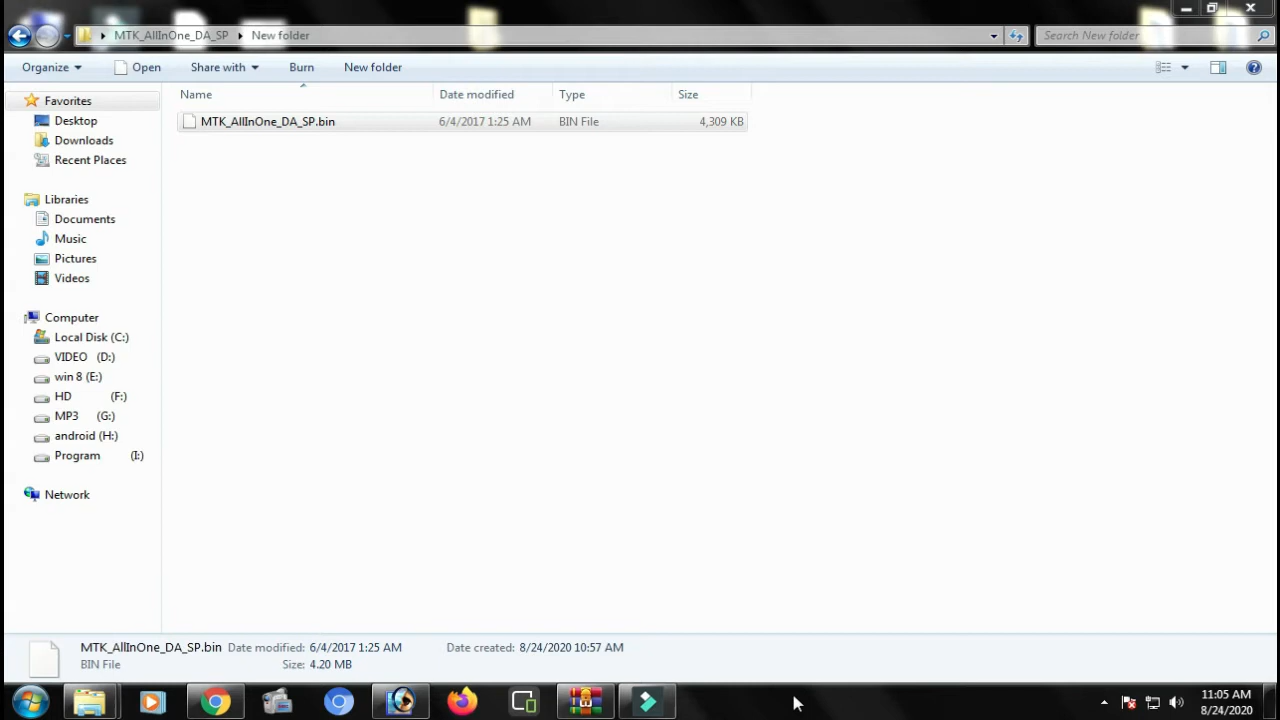 MTK_AllInOne_DA_SP New folder
Search New folder
Organize Open Share with Burn New folder
Name Date modified Type Size
MTK_AllInOne_DA_SP.bin 6/4/2017 1:25 AM BIN File 4,309 KB
Favorites
Desktop
Downloads
Recent Places
Libraries
Documents
Music
Pictures
Videos
Computer
Local Disk (C:)
VIDEO (D:)
win 8 (E:)
HD (F:)
MP3 (G:)
android (H:)
Program (I:)
Network
MTK_AllInOne_DA_SP.bin Date modified: 6/4/2017 1:25 AM Date created: 8/24/2020 10:57 AM
BIN File Size: 4.20 MB
11:05 AM
8/24/2020